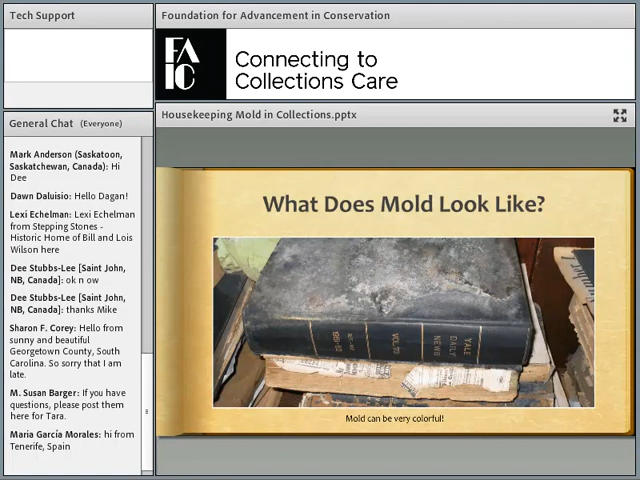 Tech Support
Foundation for Advancement in Conservation
FA
IC
Connecting to
Collections Care
General Chat (Everyone)
Mark Anderson (Saskatoon,
Saskatchewan, Canada): Hi
Dee
Dawn Daluisio: Hello Dagan!
Lexi Echelman: Lexi Echelman
from Stepping Stones -
Historic Home of Bill and Lois
Wilson here
Dee Stubbs-Lee [Saint John,
NB, Canada]: ok n ow
Dee Stubbs-Lee [Saint John,
NB, Canada]: thanks Mike
Sharon F. Corey: Hello from
sunny and beautiful
Georgetown County, South
Carolina. So sorry that I am
late.
M. Susan Barger: If you have
questions, please post them
here for Tara.
Maria García Morales: hi from
Tenerife, Spain
Housekeeping Mold in Collections.pptx
What Does Mold Look Like?
VOL. 73
YALE
DAILY
NEWS
Mold can be very colorful!